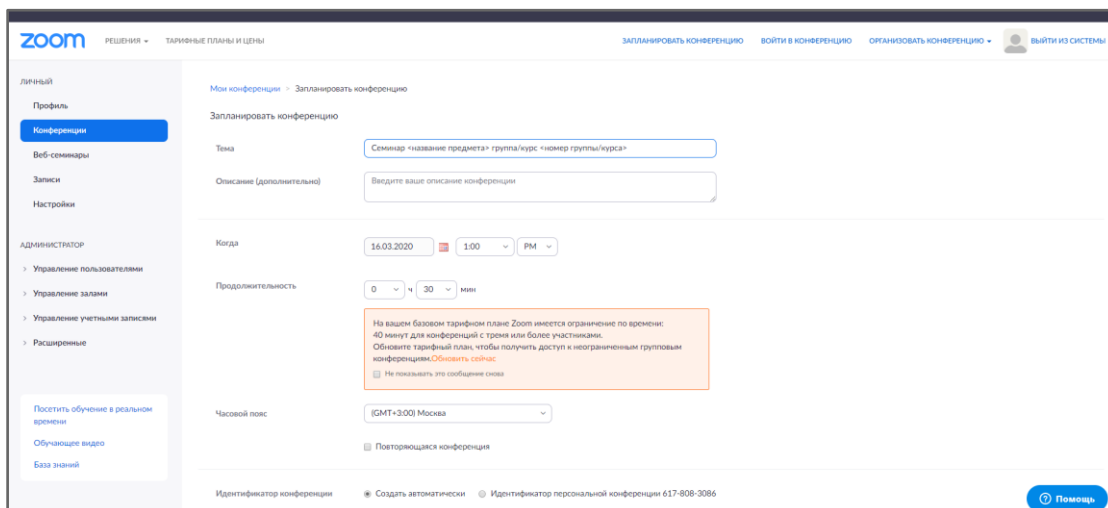 zoom РЕШЕНИЯ ТАРИФНЫЕ ПЛАНЫ И ЦЕНЫ ЗАПЛАНИРОВАТЬ КОНФЕРЕНЦИЮ ВОЙТИ В КОНФЕРЕНЦИЮ ОРГАНИЗОВАТЬ КОНФЕРЕНЦИЮ ВЫЙТИ ИЗ СИСТЕМЫ
ЛИЧНЫЙ
Профиль
Конференции
Веб-семинары
Записи
Настройки
АДМИНИСТРАТОР
> Управление пользователями
> Управление залами
> Управление учетными записями
> Расширенные
Посетить обучение в реальном
времени
Обучающее видео
База знаний
Мои конференции > Запланировать конференцию
Запланировать конференцию
Тема Семинар <название предмета> группа/курс <номер группы/курса>
Описание (дополнительно) Введите ваше описание конференции
Когда 16.03.2020 1:00 PM
Продолжительность 0 ч 30 мин
На вашем базовом тарифном плане Zoom имеется ограничение по времени:
40 минут для конференций с тремя или более участниками.
Обновите тарифный план, чтобы получить доступ к неограниченным групповым
конференциям.Обновить сейчас
Не показывать это сообщение снова
Часовой пояс (GMT+3:00) Москва
Повторяющаяся конференция
Идентификатор конференции Создать автоматически Идентификатор персональной конференции 617-808-3086
Помощь